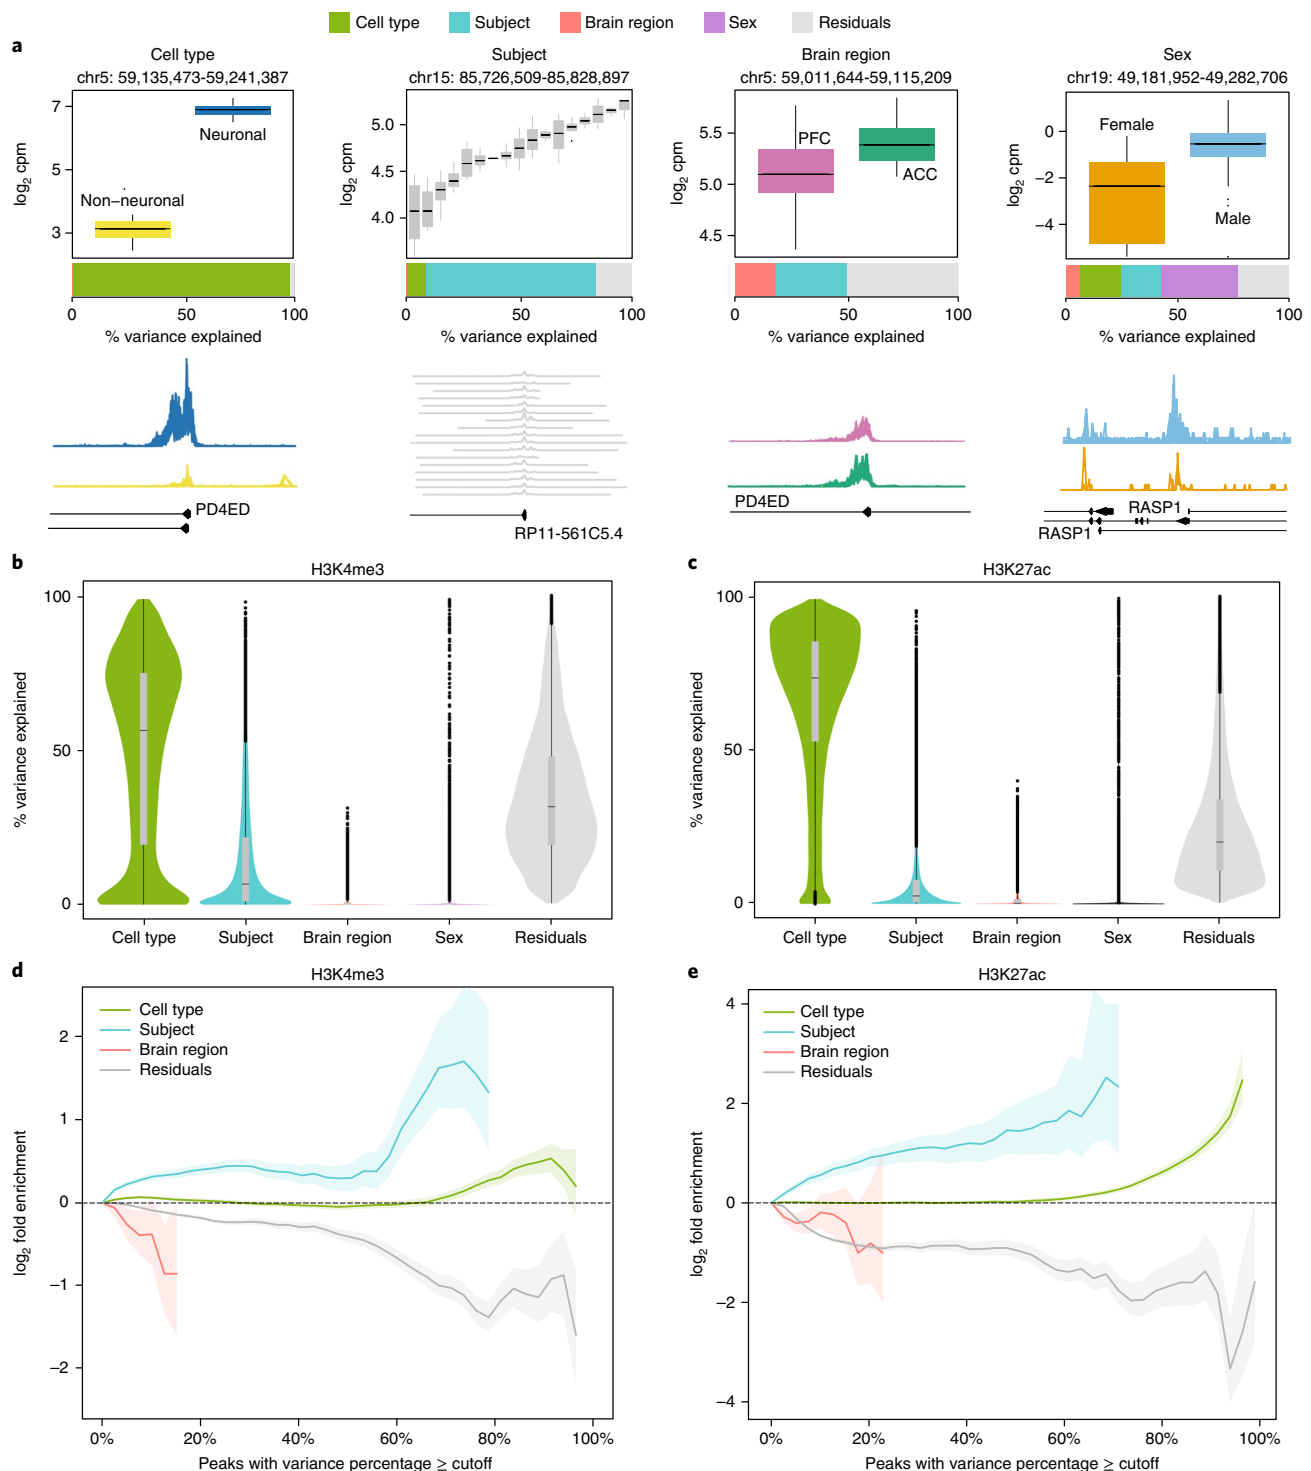 Cell type Subject Brain region Sex Residuals
a
Cell type
chr5: 59,135,473-59,241,387
7
5
3
log2 cpm
Neuronal
Non–neuronal
0 50 100
% variance explained
PD4ED
Subject
chr15: 85,726,509-85,828,897
5.0
4.0
log2 cpm
0 50 100
% variance explained
RP11-561C5.4
Brain region
chr5: 59,011,644-59,115,209
5.5
5.0
4.5
log2 cpm
PFC
ACC
0 50 100
% variance explained
PD4ED
Sex
chr19: 49,181,952-49,282,706
0
–2
–4
log2 cpm
Female
Male
0 50 100
% variance explained
RASP1
RASP1
b
H3K4me3
100
50
0
% variance explained
Cell type Subject Brain region Sex Residuals
c
H3K27ac
100
50
0
% variance explained
Cell type Subject Brain region Sex Residuals
d
H3K4me3
Cell type
Subject
Brain region
Residuals
2
1
0
–1
–2
log2 fold enrichment
0% 20% 40% 60% 80% 100%
Peaks with variance percentage ≥ cutoff
e
H3K27ac
Cell type
Subject
Brain region
Residuals
4
2
0
–2
–4
log2 fold enrichment
0% 20% 40% 60% 80% 100%
Peaks with variance percentage ≥ cutoff